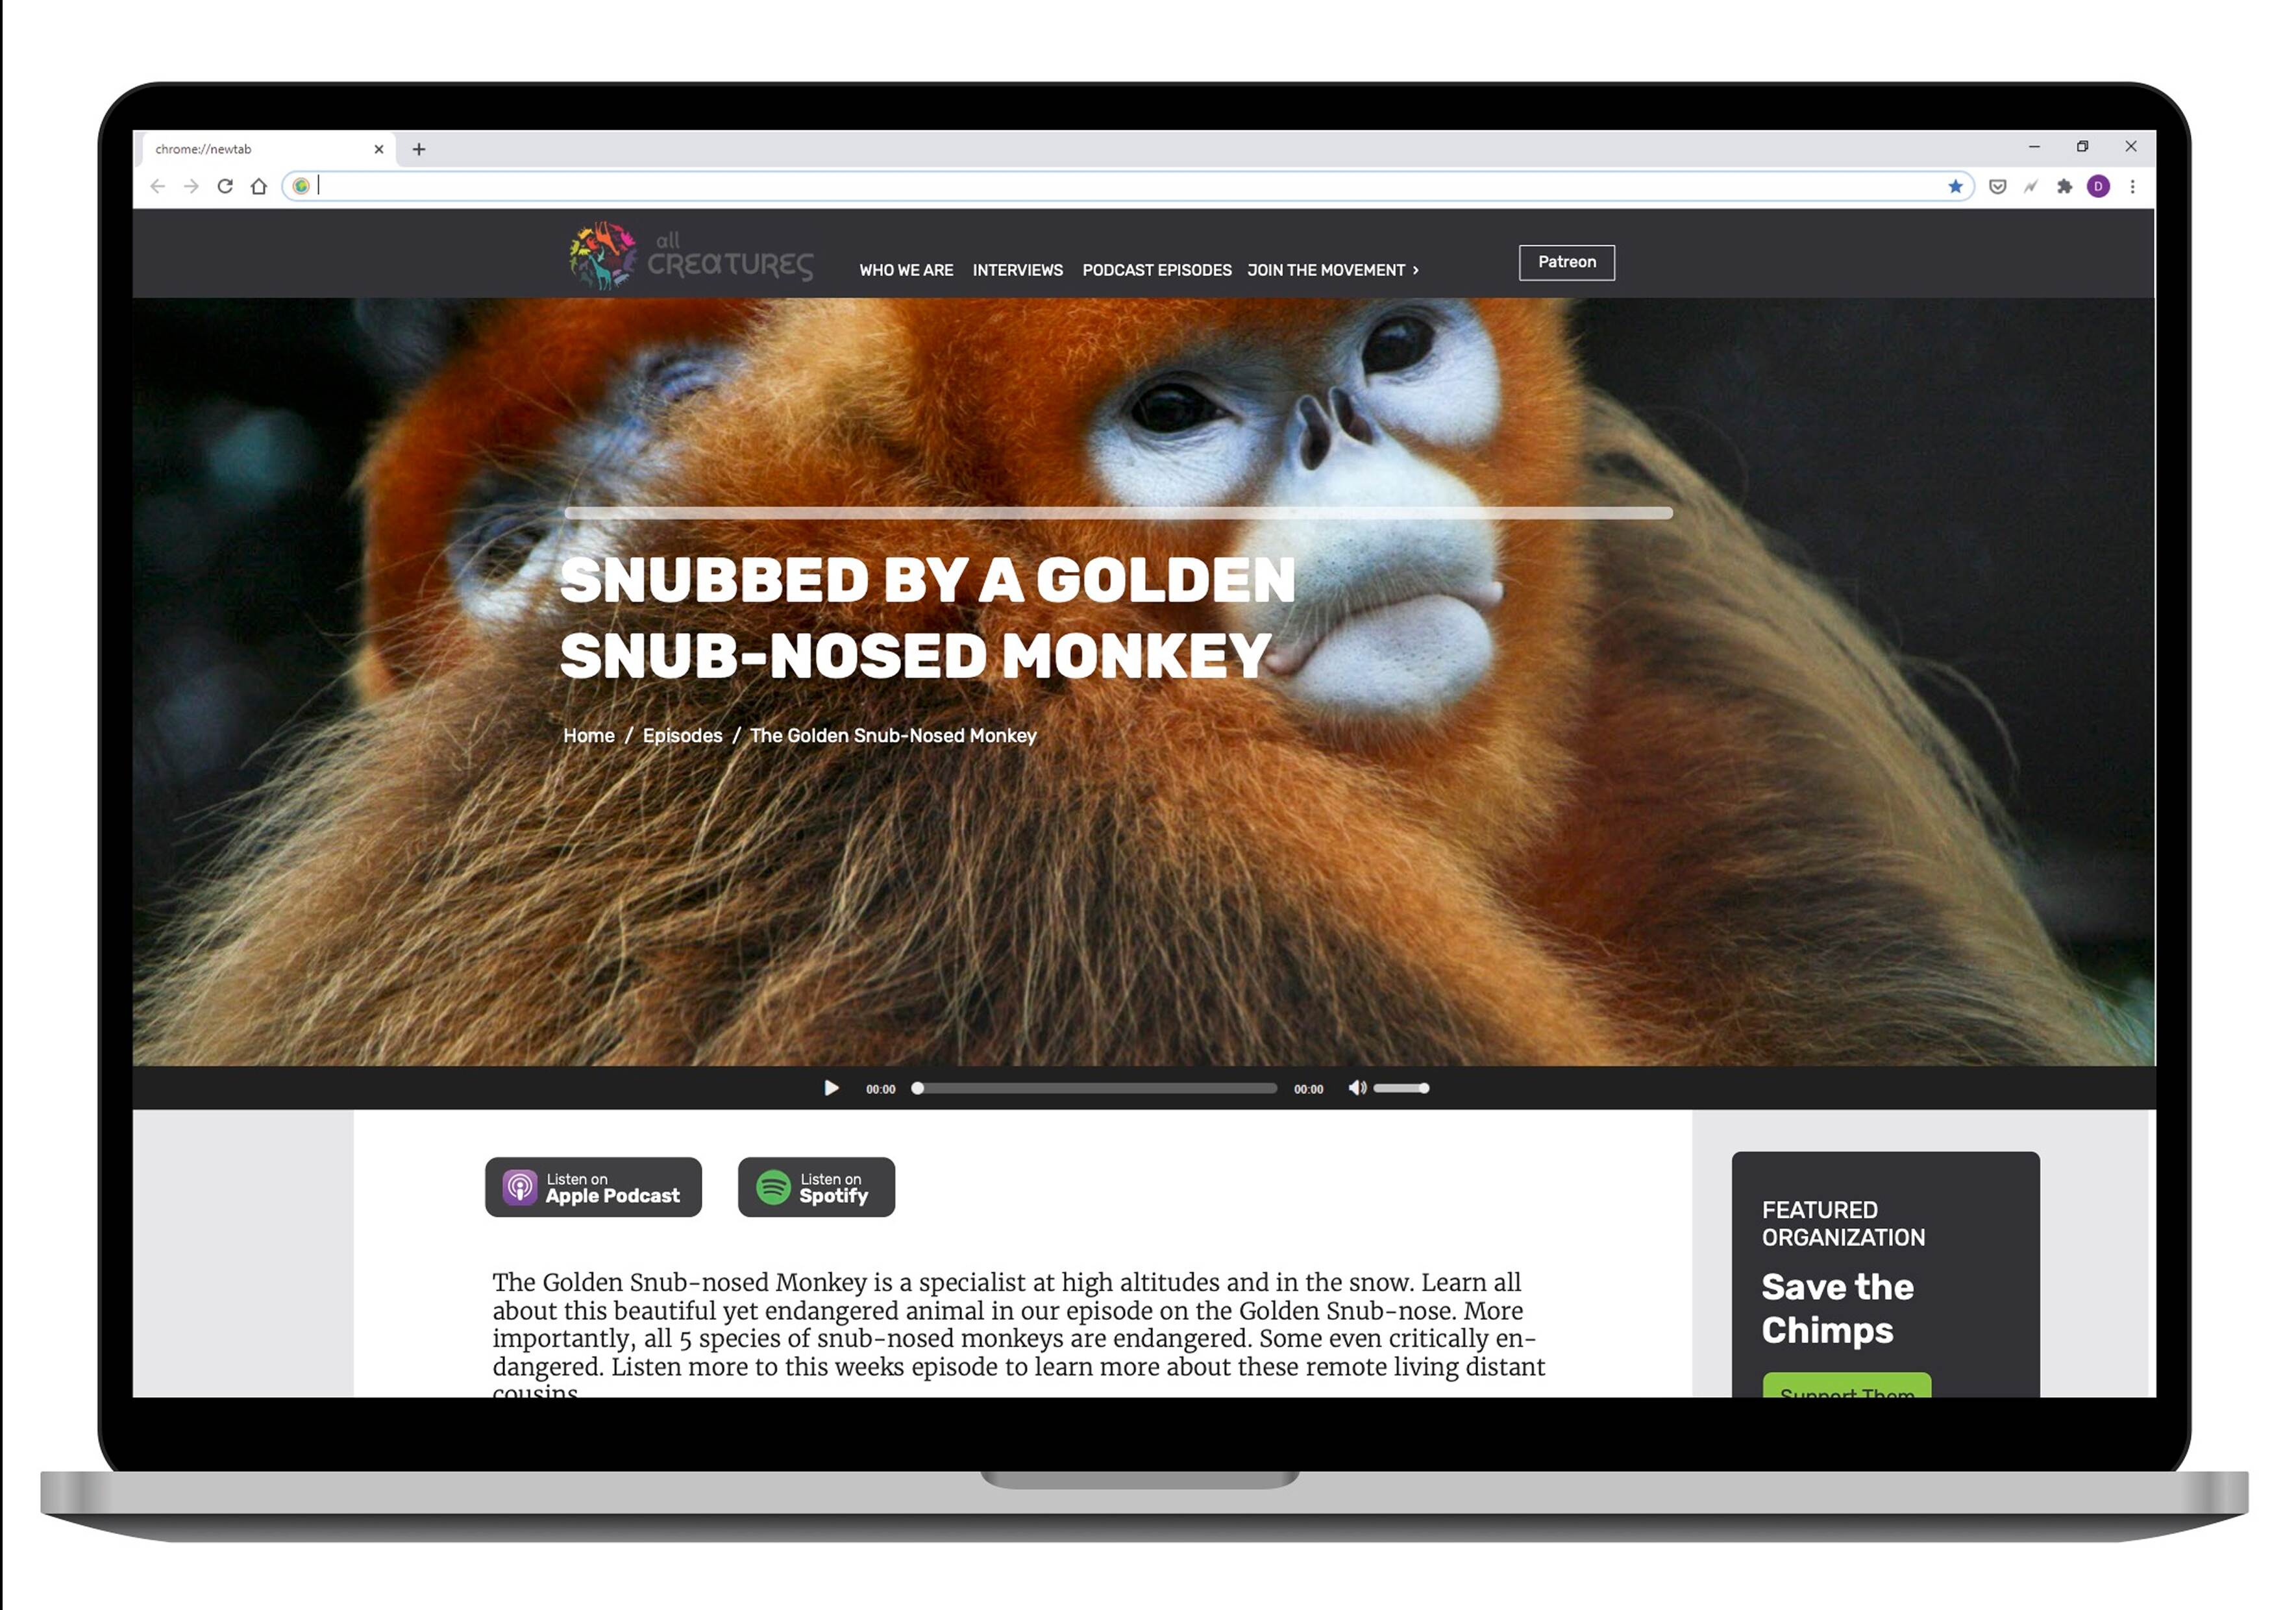 chrome://newtab
D
all
CREATURES
WHO WE ARE INTERVIEWS PODCAST EPISODES JOIN THE MOVEMENT ›
Patreon
SNUBBED BY A GOLDEN
SNUB-NOSED MONKEY
Home / Episodes / The Golden Snub-Nosed Monkey
00:00
00:00
Listen on
Apple Podcast
Listen on
Spotify
The Golden Snub-nosed Monkey is a specialist at high altitudes and in the snow. Learn all
about this beautiful yet endangered animal in our episode on the Golden Snub-nose. More
importantly, all 5 species of snub-nosed monkeys are endangered. Some even critically en-
dangered. Listen more to this weeks episode to learn more about these remote living distant
cousins
FEATURED
ORGANIZATION
Save the
Chimps
Support Them